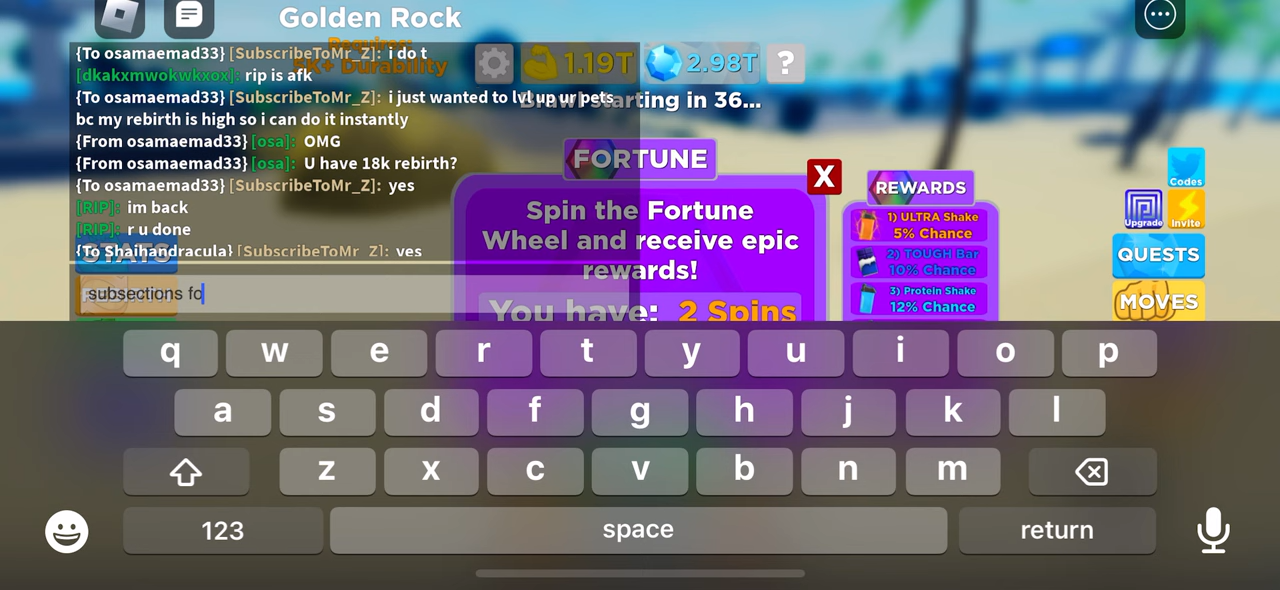 Golden Rock
Requires:
5K+ Durability
{To osamaemad33} [SubscribeToMr_Z]: i do t
[dkakxmwokwkxox]: rip is afk
{To osamaemad33} [SubscribeToMr_Z]: i just wanted to lvl up ur pets
bc my rebirth is high so i can do it instantly
{From osamaemad33} [osa]: OMG
{From osamaemad33} [osa]: U have 18k rebirth?
{To osamaemad33} [SubscribeToMr_Z]: yes
[RIP]: im back
[RIP]: r u done
{To Shaihandracula} [SubscribeToMr_Z]: yes
STATS
subsections fo
1.19T
2.98T
?
Brawl starting in 36...
FORTUNE
X
Spin the Fortune
Wheel and receive epic
rewards!
You have: 2 Spins
REWARDS
1) ULTRA Shake
5% Chance
2) TOUGH Bar
10% Chance
3) Protein Shake
12% Chance
Codes
Upgrade
Invite
QUESTS
MOVES
q w e r t y u i o p
a s d f g h j k l
z x c v b n m
123 space return